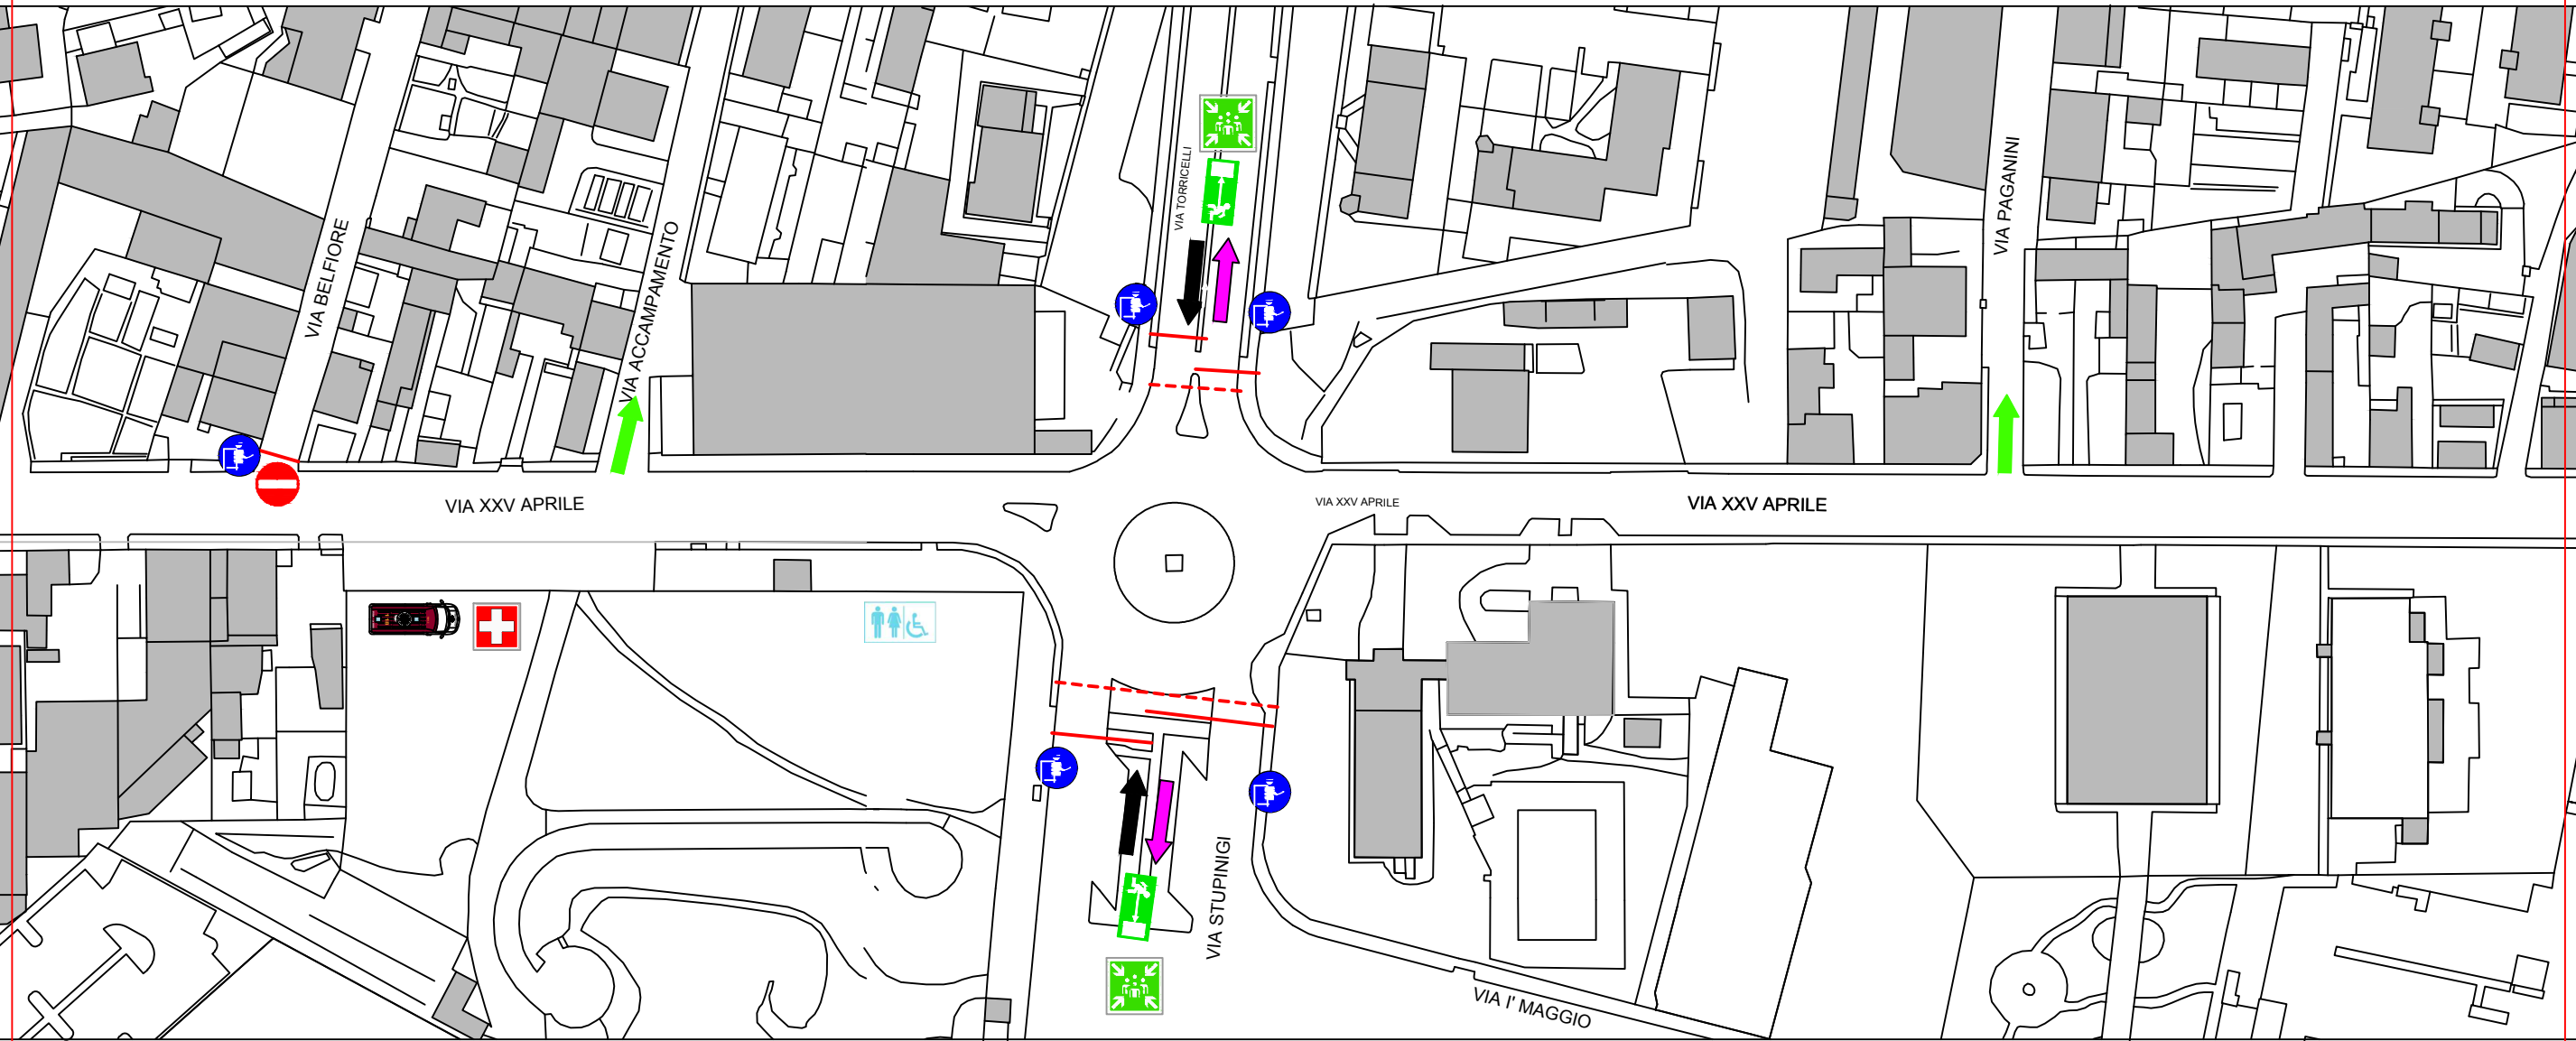 VIA TORRICELLI
VIA PAGANINI
VIA BELFIORE
VIA ACCAMPAMENTO
VIA XXV APRILE
VIA XXV APRILE
VIA XXV APRILE
VIA STUPINIGI
VIA I' MAGGIO